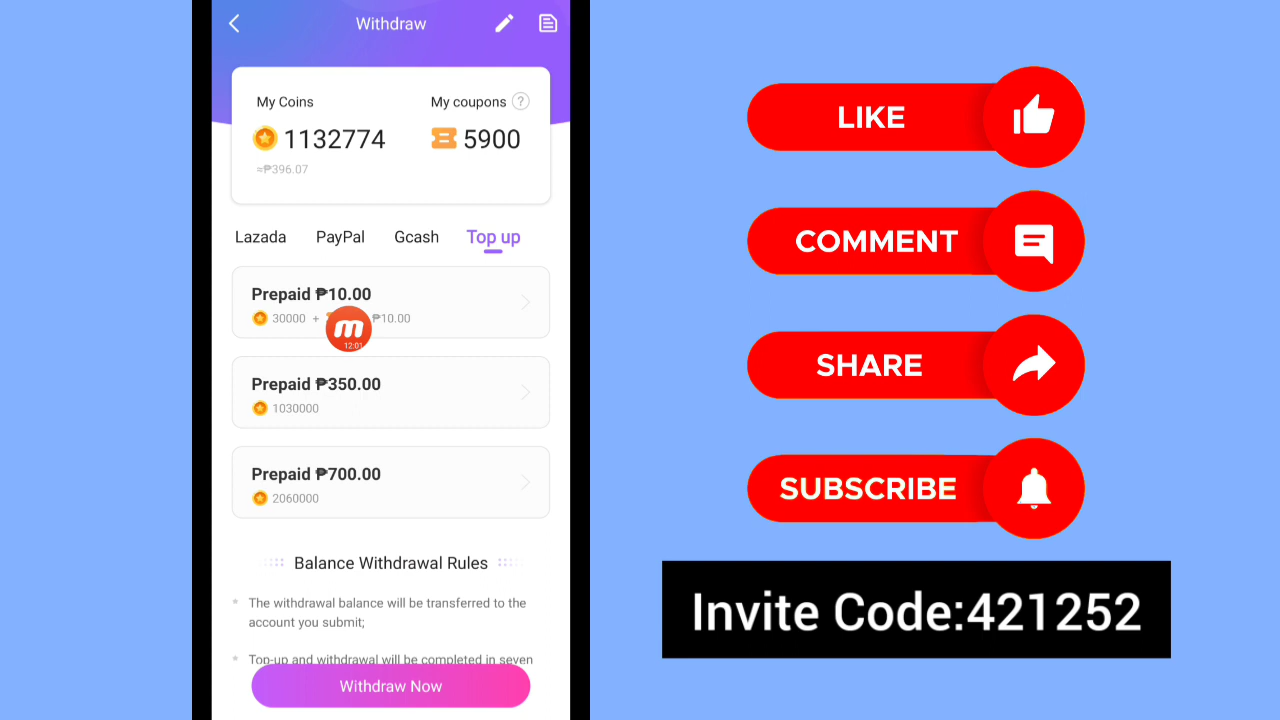 Withdraw
My Coins
My coupons ?
1132774
5900
≈₱396.07
Lazada PayPal Gcash Top up
Prepaid ₱10.00
30000 + ₱10.00
m
12:01
Prepaid ₱350.00
1030000
Prepaid ₱700.00
2060000
Balance Withdrawal Rules
* The withdrawal balance will be transferred to the
account you submit;
* Top-up and withdrawal will be completed in seven
Withdraw Now
LIKE
COMMENT
SHARE
SUBSCRIBE
Invite Code:421252